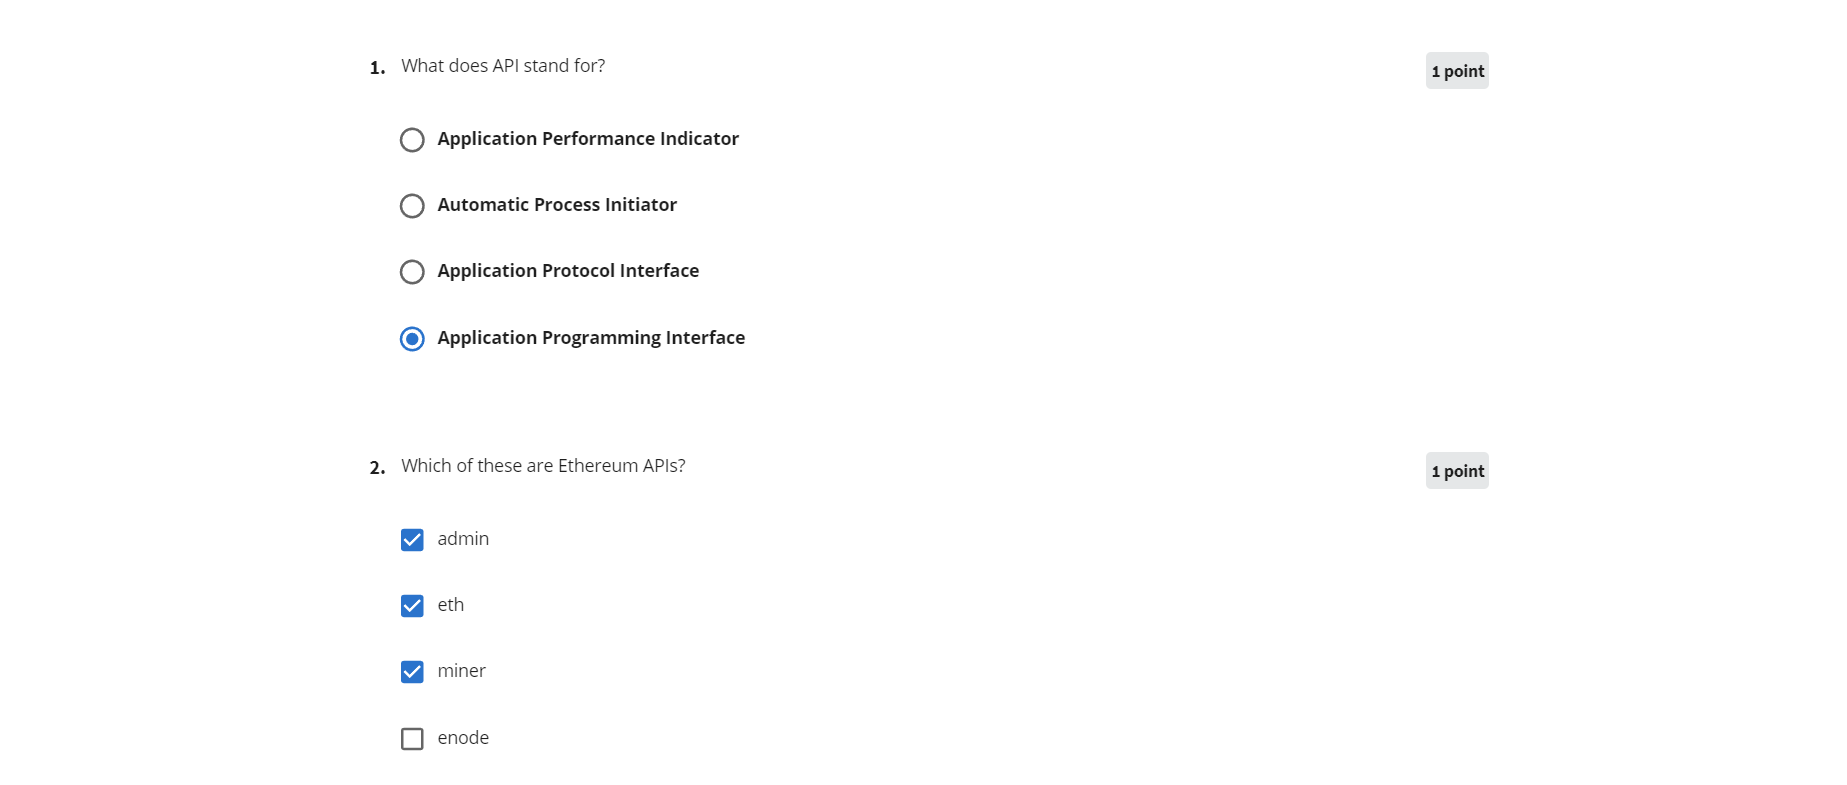 1. What does API stand for?
1 point
Application Performance Indicator
Automatic Process Initiator
Application Protocol Interface
Application Programming Interface
2. Which of these are Ethereum APIs?
1 point
admin
eth
miner
enode